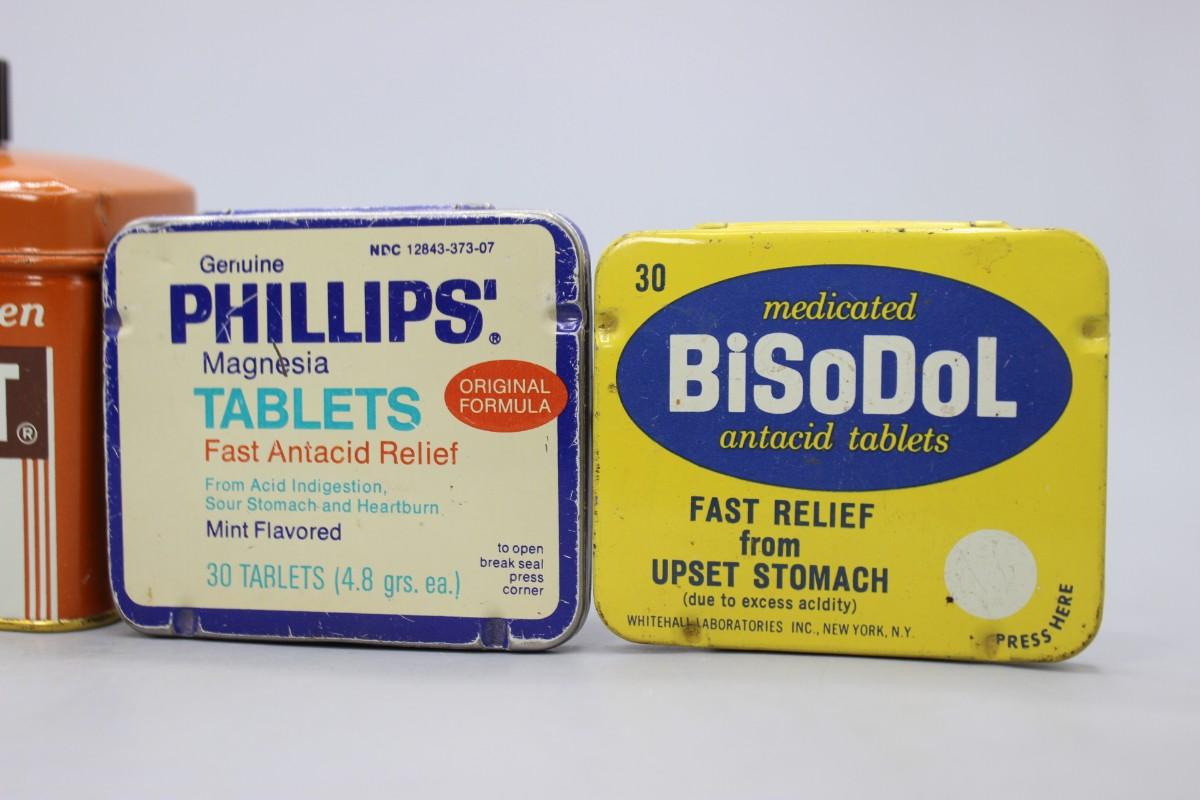 en
T®
Genuine
NDC 12843-373-07
PHILLIPS'®
Magnesia
TABLETS
ORIGINAL
FORMULA
Fast Antacid Relief
From Acid Indigestion,
Sour Stomach and Heartburn
Mint Flavored
30 TABLETS (4.8 grs. ea.)
to open
break seal
press
corner
30
medicated
BiSoDoL
antacid tablets
FAST RELIEF
from
UPSET STOMACH
(due to excess acidity)
WHITEHALL LABORATORIES INC., NEW YORK, N.Y.
PRESS HERE